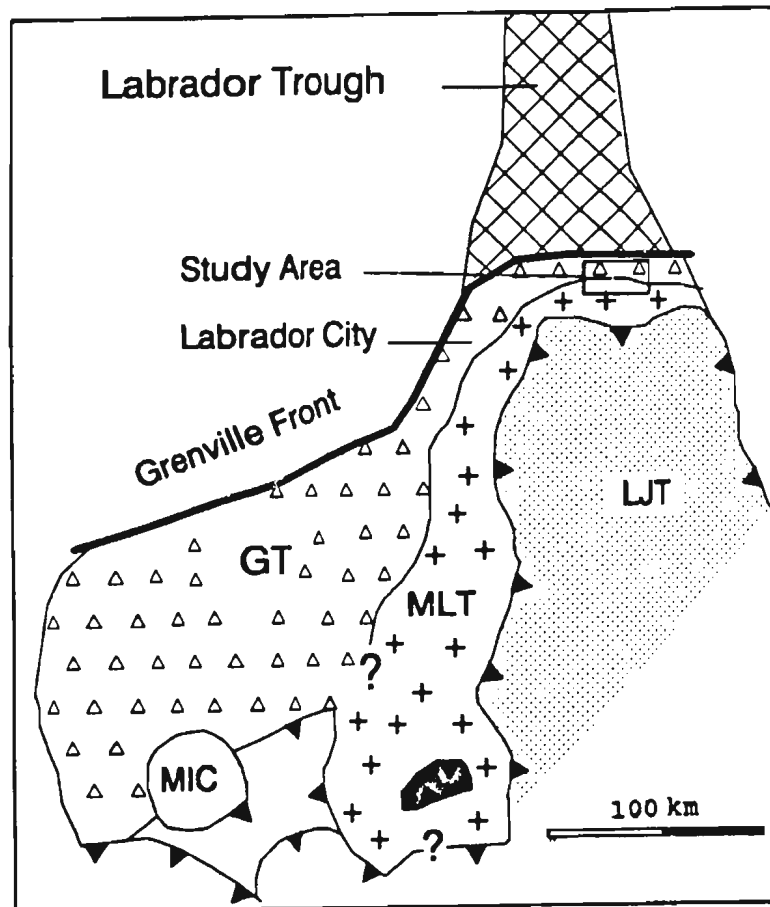 Labrador Trough
Study Area
Labrador City
Grenville Front
LJT
GT
MLT
?
MIC
?
100 km